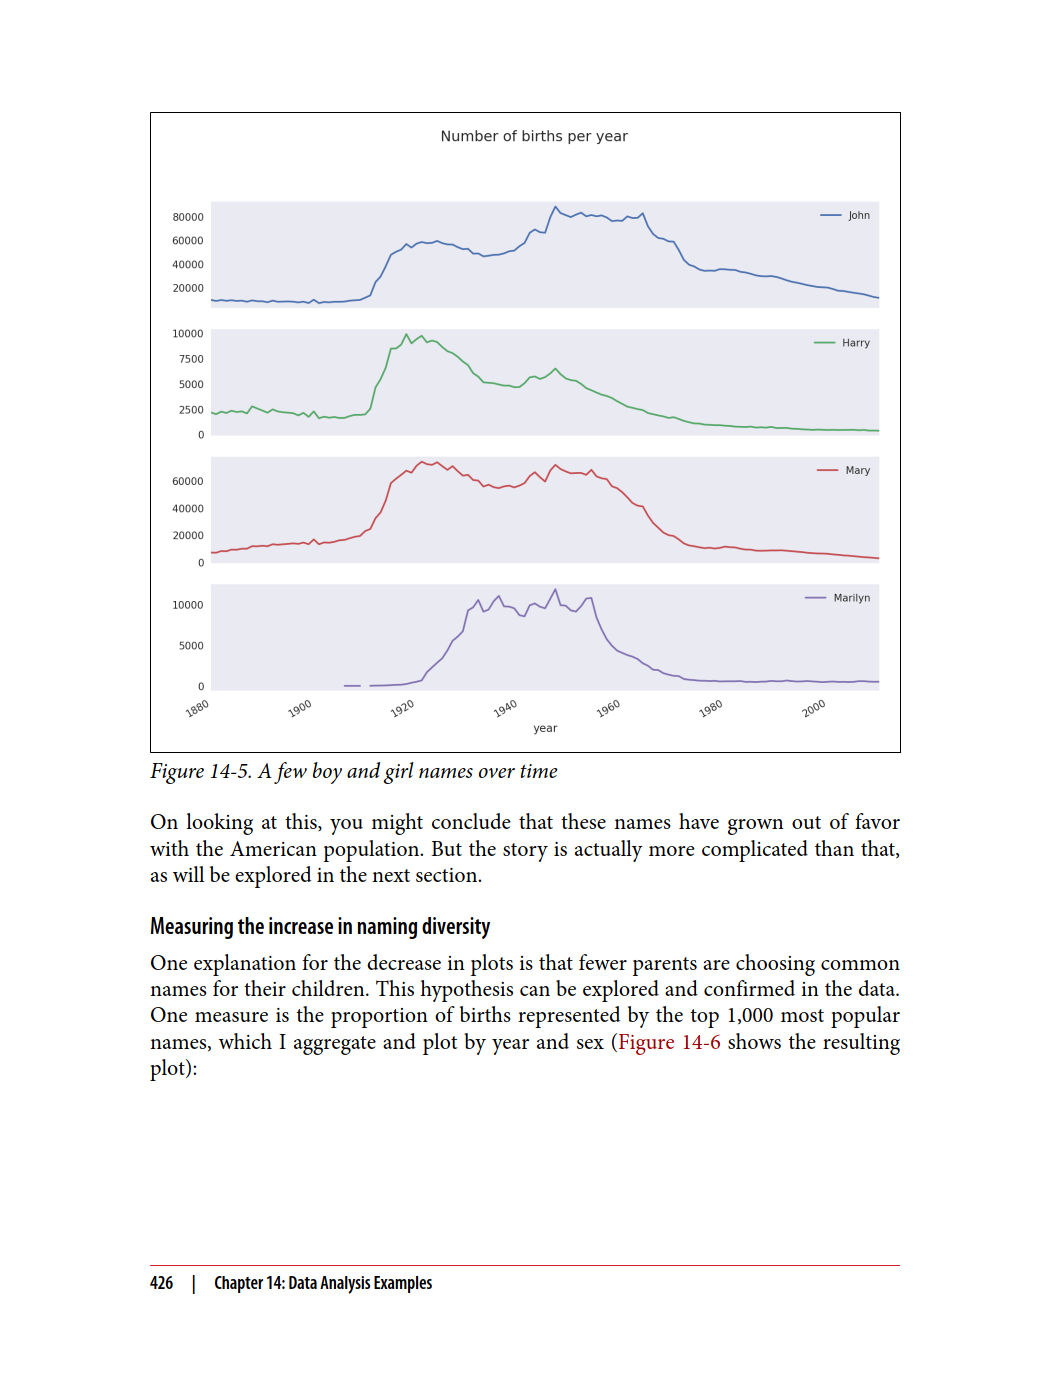 Number of births per year
80000
60000
40000
20000
John
10000
7500
5000
2500
0
Harry
60000
40000
20000
0
Mary
10000
5000
0
Marilyn
1880
1900
1920
1940
1960
1980
2000
year
Figure 14-5. A few boy and girl names over time
On looking at this, you might conclude that these names have grown out of favor
with the American population. But the story is actually more complicated than that,
as will be explored in the next section.
Measuring the increase in naming diversity
One explanation for the decrease in plots is that fewer parents are choosing common
names for their children. This hypothesis can be explored and confirmed in the data.
One measure is the proportion of births represented by the top 1,000 most popular
names, which I aggregate and plot by year and sex (Figure 14-6 shows the resulting
plot):
426 | Chapter 14: Data Analysis Examples